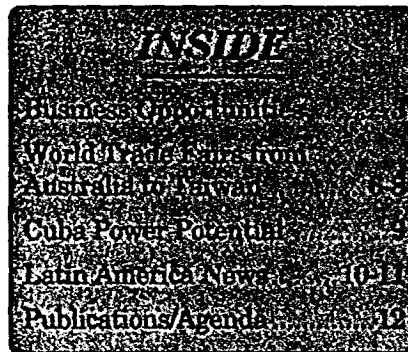 INSIDE
Business Opportunities
World Trade Fairs from
Australia to Taiwan
Cuba Power Potential
Latin America News ... 10-11
Publications/Agenda............12